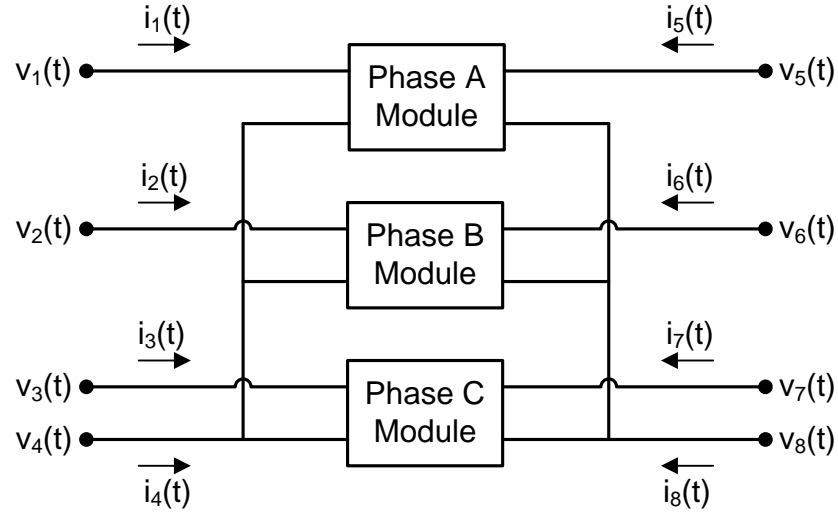 i₁(t) i₅(t)
v₁(t) Phase A v₅(t)
Module
i₂(t) i₆(t)
v₂(t) Phase B v₆(t)
Module
i₃(t) i₇(t)
v₃(t) Phase C v₇(t)
v₄(t) Module v₈(t)
i₄(t) i₈(t)